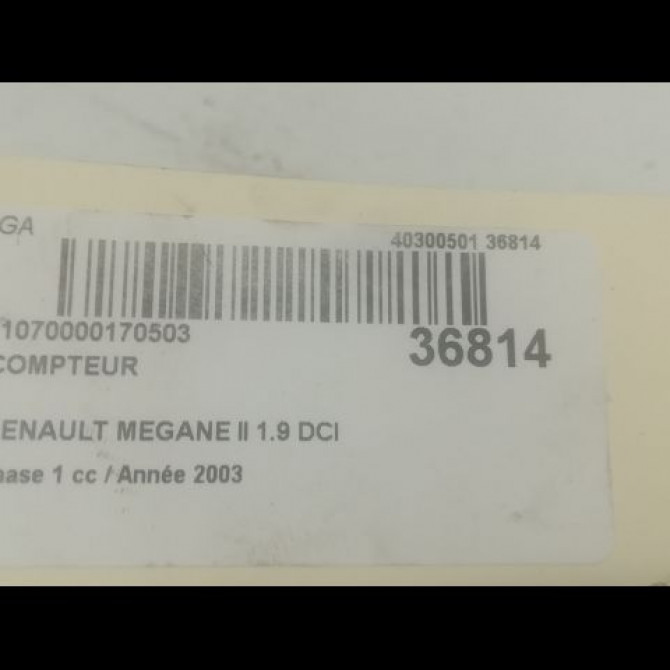 GA
40300501 36814
1070000170503
36814
COMPTEUR
ENAULT MEGANE II 1.9 DCI
hase 1 cc / Année 2003